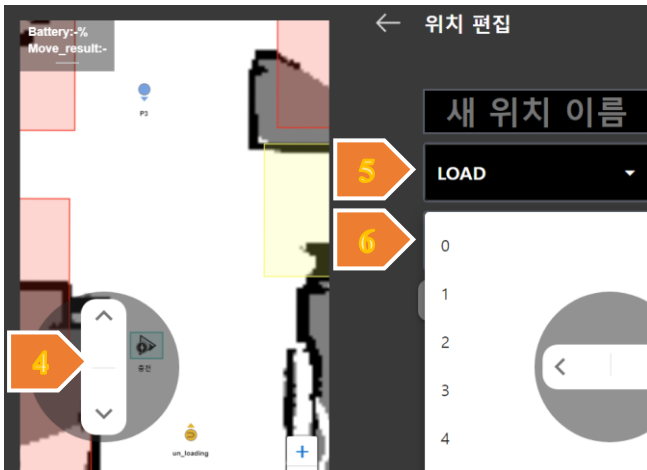 Battery:-%
Move_result:-
P3
4
충전
un_loading
+
위치 편집
새 위치 이름
5
LOAD
6
0
1
2
3
4